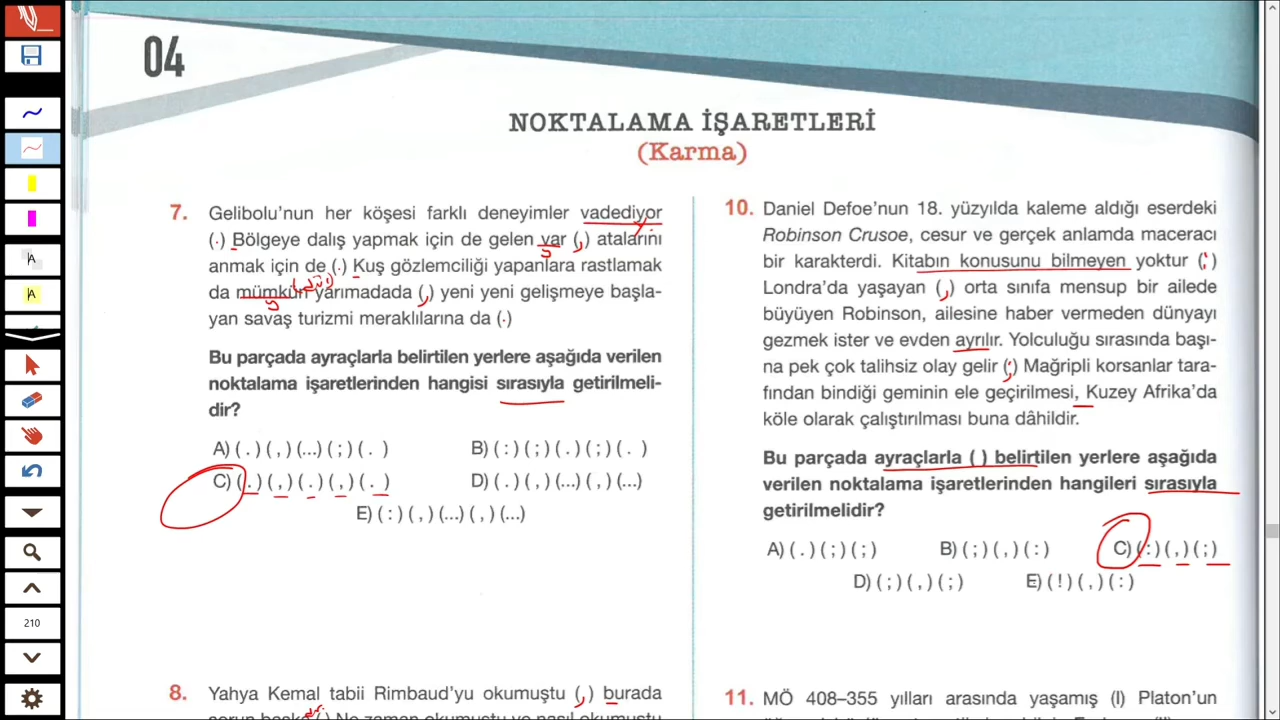 04
NOKTALAMA İŞARETLERİ
(Karma)
7. Gelibolu’nun her köşesi farklı deneyimler vadediyor
(.) Bölgeye dalış yapmak için de gelen var (,) atalarını
anmak için de (.) Kuş gözlemciliği yapanlara rastlamak
da mümkün yarımadada (,) yeni yeni gelişmeye başla-
yan savaş turizmi meraklılarına da (.)
Bu parçada ayraçlarla belirtilen yerlere aşağıda verilen
noktalama işaretlerinden hangisi sırasıyla getirilmeli-
dir?
A) ( . ) ( , ) (...) ( ; ) ( . )
B) ( : ) ( ; ) ( . ) ( ; ) ( . )
C) ( . ) ( , ) ( . ) ( , ) ( . )
D) ( . ) ( , ) (...) ( , ) (...)
E) ( : ) ( , ) (...) ( , ) (...)
8. Yahya Kemal tabii Rimbaud’yu okumuştu (,) burada
10. Daniel Defoe’nun 18. yüzyılda kaleme aldığı eserdeki
Robinson Crusoe, cesur ve gerçek anlamda maceracı
bir karakterdi. Kitabın konusunu bilmeyen yoktur (:)
Londra’da yaşayan (,) orta sınıfa mensup bir ailede
büyüyen Robinson, ailesine haber vermeden dünyayı
gezmek ister ve evden ayrılır. Yolculuğu sırasında başı-
na pek çok talihsiz olay gelir (;) Mağripli korsanlar tara-
fından bindiği geminin ele geçirilmesi, Kuzey Afrika’da
köle olarak çalıştırılması buna dâhildir.
Bu parçada ayraçlarla ( ) belirtilen yerlere aşağıda
verilen noktalama işaretlerinden hangileri sırasıyla
getirilmelidir?
A) ( . ) ( ; ) ( ; )
B) ( ; ) ( , ) ( : )
C) ( : ) ( , ) ( ; )
D) ( ; ) ( , ) ( ; )
E) ( ! ) ( , ) ( : )
11. MÖ 408–355 yılları arasında yaşamış (I) Platon’un
A
A
210